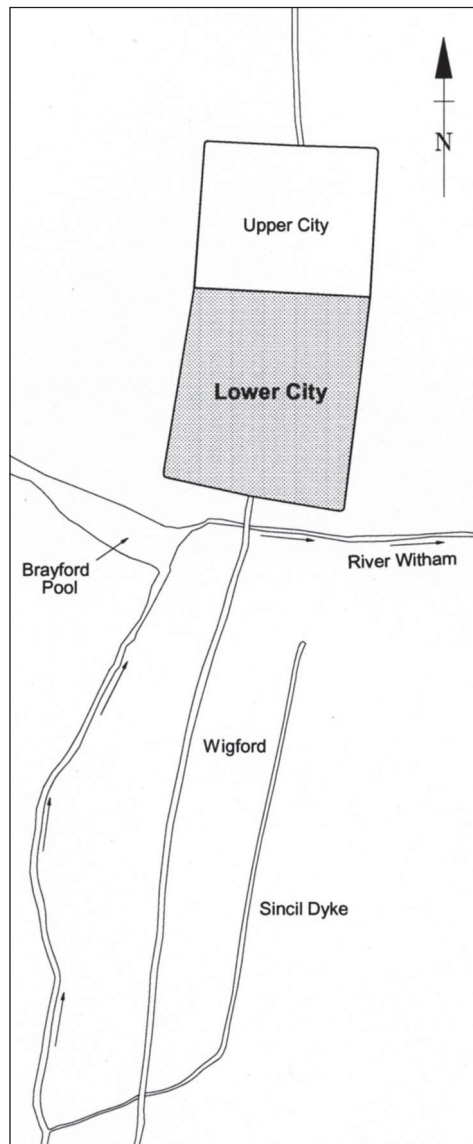 N
Upper City
Lower City
Brayford
Pool
River Witham
Wigford
Sincil Dyke